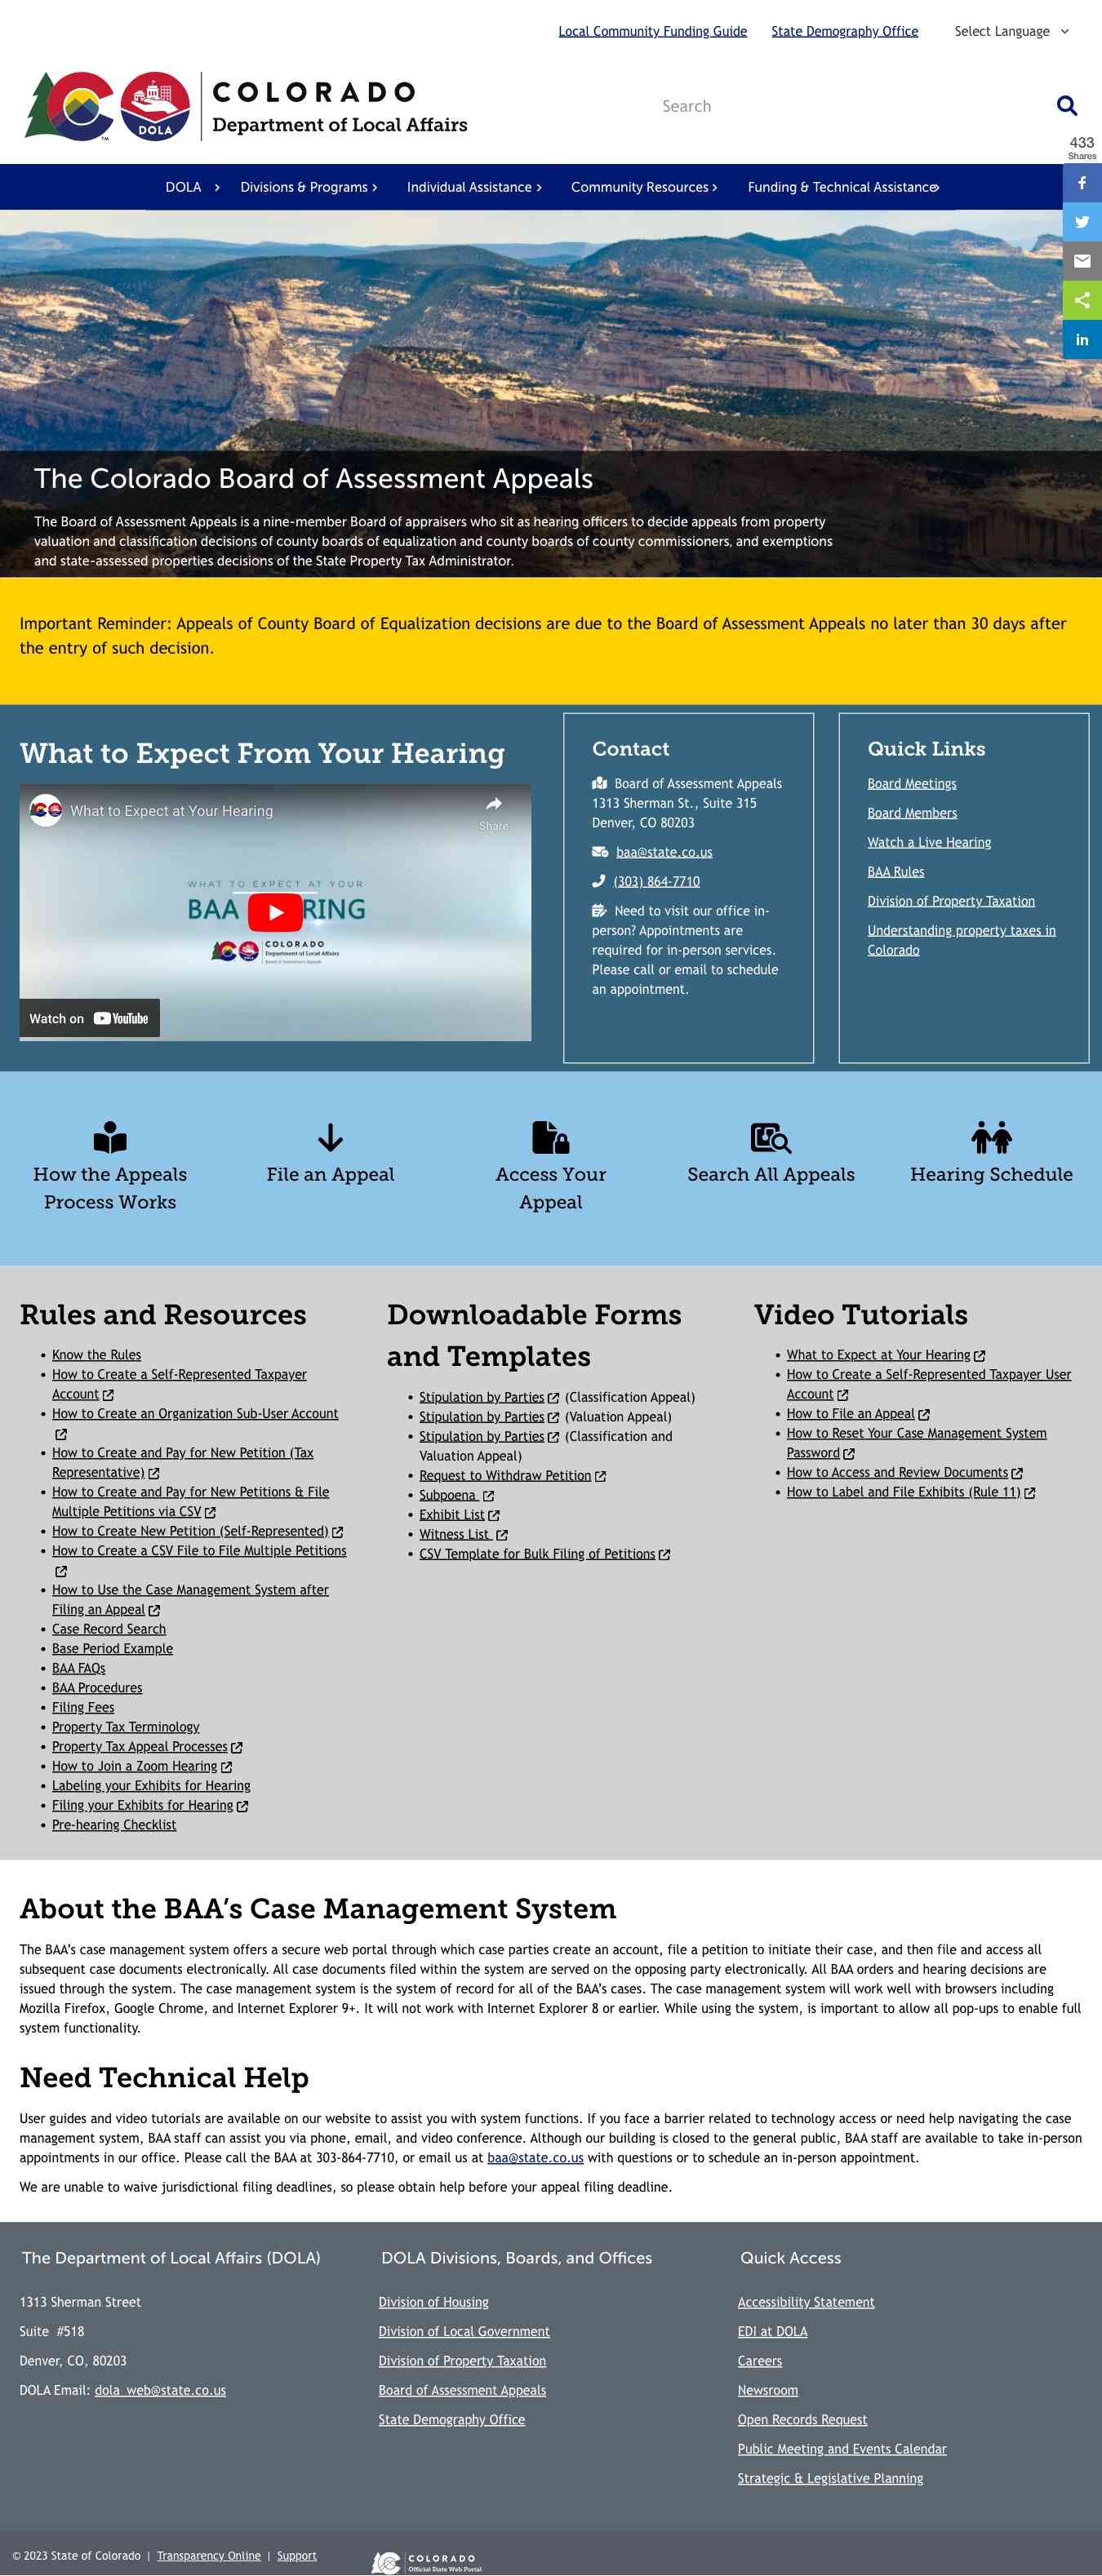 Local Community Funding Guide
State Demography Office
Select Language
COLORADO
Department of Local Affairs
DOLA
TM
Search
433
Shares
DOLA
Divisions & Programs
Individual Assistance
Community Resources
Funding & Technical Assistance
in
The Colorado Board of Assessment Appeals
The Board of Assessment Appeals is a nine-member Board of appraisers who sit as hearing officers to decide appeals from property
valuation and classification decisions of county boards of equalization and county boards of county commissioners, and exemptions
and state-assessed properties decisions of the State Property Tax Administrator.
Important Reminder: Appeals of County Board of Equalization decisions are due to the Board of Assessment Appeals no later than 30 days after
the entry of such decision.
What to Expect From Your Hearing
What to Expect at Your Hearing
Share
WHAT TO EXPECT AT YOUR
BAA
RING
COLORADO
Department of Local Affairs
Board of Assessment Appeals
Watch on YouTube
Contact
Board of Assessment Appeals
1313 Sherman St., Suite 315
Denver, CO 80203
baa@state.co.us
(303) 864-7710
Need to visit our office in-
person? Appointments are
required for in-person services.
Please call or email to schedule
an appointment.
Quick Links
Board Meetings
Board Members
Watch a Live Hearing
BAA Rules
Division of Property Taxation
Understanding property taxes in
Colorado
How the Appeals
Process Works
File an Appeal
Access Your
Appeal
Search All Appeals
Hearing Schedule
Rules and Resources
• Know the Rules
• How to Create a Self-Represented Taxpayer
Account
• How to Create an Organization Sub-User Account
• How to Create and Pay for New Petition (Tax
Representative)
• How to Create and Pay for New Petitions & File
Multiple Petitions via CSV
• How to Create New Petition (Self-Represented)
• How to Create a CSV File to File Multiple Petitions
• How to Use the Case Management System after
Filing an Appeal
• Case Record Search
• Base Period Example
• BAA FAQs
• BAA Procedures
• Filing Fees
• Property Tax Terminology
• Property Tax Appeal Processes
• How to Join a Zoom Hearing
• Labeling your Exhibits for Hearing
• Filing your Exhibits for Hearing
• Pre-hearing Checklist
Downloadable Forms
and Templates
• Stipulation by Parties (Classification Appeal)
• Stipulation by Parties (Valuation Appeal)
• Stipulation by Parties (Classification and
Valuation Appeal)
• Request to Withdraw Petition
• Subpoena
• Exhibit List
• Witness List
• CSV Template for Bulk Filing of Petitions
Video Tutorials
• What to Expect at Your Hearing
• How to Create a Self-Represented Taxpayer User
Account
• How to File an Appeal
• How to Reset Your Case Management System
Password
• How to Access and Review Documents
• How to Label and File Exhibits (Rule 11)
About the BAA's Case Management System
The BAA's case management system offers a secure web portal through which case parties create an account, file a petition to initiate their case, and then file and access all
subsequent case documents electronically. All case documents filed within the system are served on the opposing party electronically. All BAA orders and hearing decisions are
issued through the system. The case management system is the system of record for all of the BAA's cases. The case management system will work well with browsers including
Mozilla Firefox, Google Chrome, and Internet Explorer 9+. It will not work with Internet Explorer 8 or earlier. While using the system, is important to allow all pop-ups to enable full
system functionality.
Need Technical Help
User guides and video tutorials are available on our website to assist you with system functions. If you face a barrier related to technology access or need help navigating the case
management system, BAA staff can assist you via phone, email, and video conference. Although our building is closed to the general public, BAA staff are available to take in-person
appointments in our office. Please call the BAA at 303-864-7710, or email us at baa@state.co.us with questions or to schedule an in-person appointment.
We are unable to waive jurisdictional filing deadlines, so please obtain help before your appeal filing deadline.
The Department of Local Affairs (DOLA)
1313 Sherman Street
Suite #518
Denver, CO, 80203
DOLA Email: dola_web@state.co.us
DOLA Divisions, Boards, and Offices
Division of Housing
Division of Local Government
Division of Property Taxation
Board of Assessment Appeals
State Demography Office
Quick Access
Accessibility Statement
EDI at DOLA
Careers
Newsroom
Open Records Request
Public Meeting and Events Calendar
Strategic & Legislative Planning
© 2023 State of Colorado | Transparency Online | Support
COLORADO
Official State Web Portal